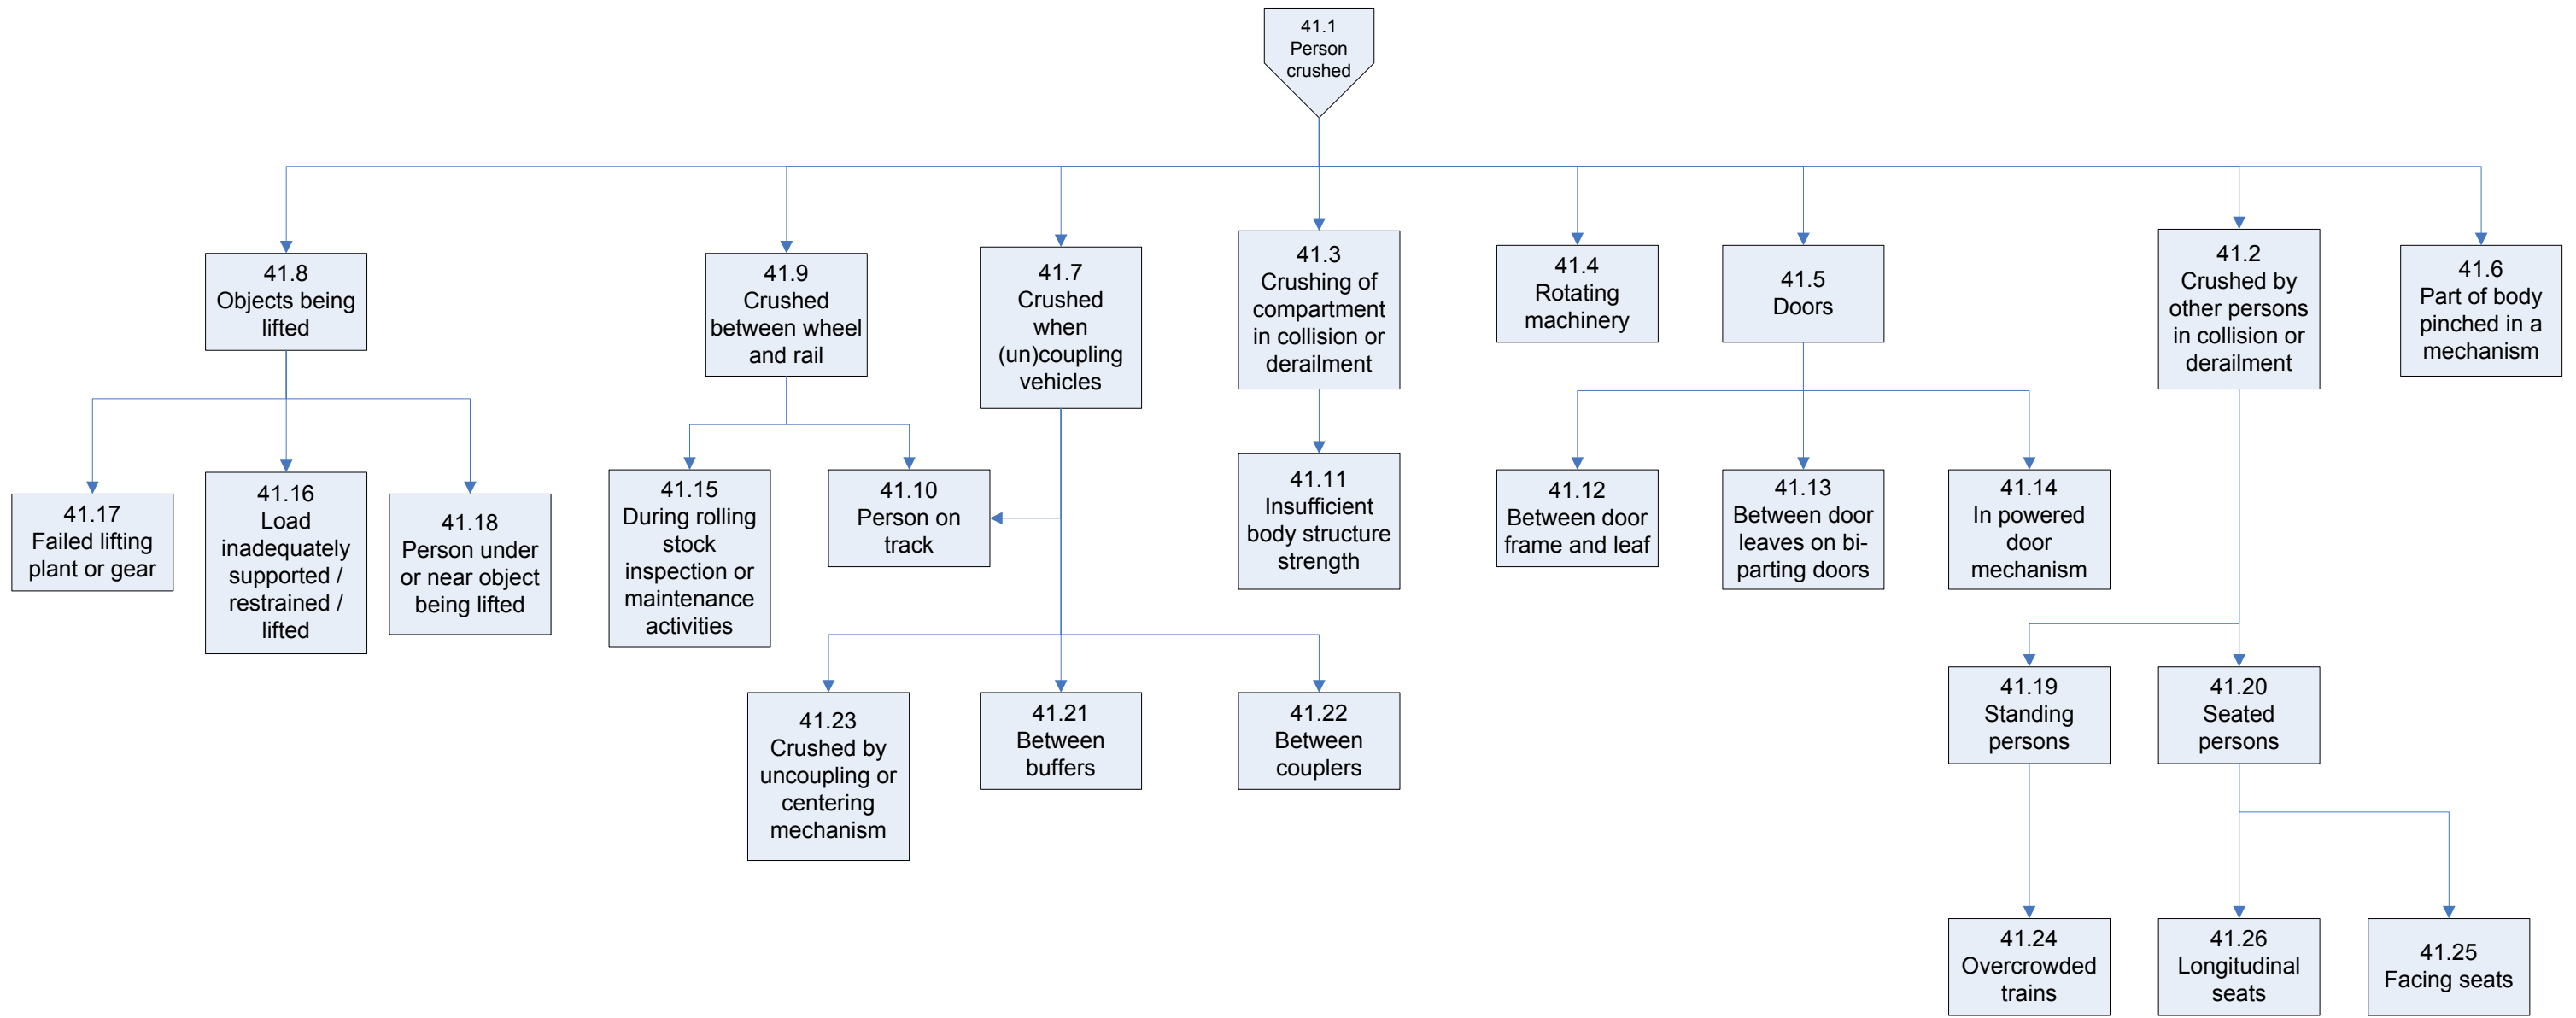 41.1
Person
crushed
41.8
Objects being
lifted
41.9
Crushed
between wheel
and rail
41.7
Crushed
when
(un)coupling
vehicles
41.3
Crushing of
compartment
in collision or
derailment
41.4
Rotating
machinery
41.5
Doors
41.2
Crushed by
other persons
in collision or
derailment
41.6
Part of body
pinched in a
mechanism
41.17
Failed lifting
plant or gear
41.16
Load
inadequately
supported /
restrained /
lifted
41.18
Person under
or near object
being lifted
41.15
During rolling
stock
inspection or
maintenance
activities
41.10
Person on
track
41.11
Insufficient
body structure
strength
41.12
Between door
frame and leaf
41.13
Between door
leaves on bi-
parting doors
41.14
In powered
door
mechanism
41.23
Crushed by
uncoupling or
centering
mechanism
41.21
Between
buffers
41.22
Between
couplers
41.19
Standing
persons
41.20
Seated
persons
41.24
Overcrowded
trains
41.26
Longitudinal
seats
41.25
Facing seats